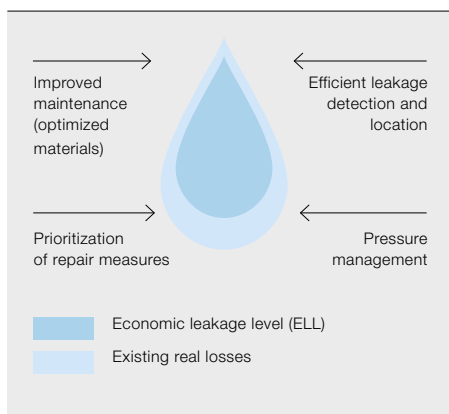 Improved
maintenance
(optimized
materials)
Efficient leakage
detection and
location
Prioritization
of repair measures
Pressure
management
Economic leakage level (ELL)
Existing real losses